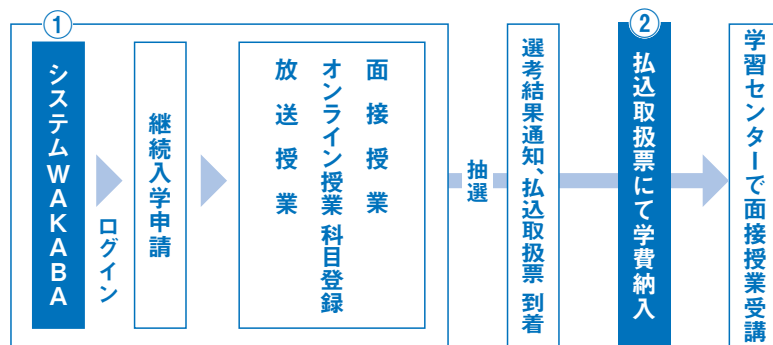 ①
システムWAKABA
ログイン
継続入学申請
面接授業
オンライン授業 科目登録
放送授業
抽選
選考結果通知、払込取扱票 到着
②
払込取扱票にて学費納入
学習センターで面接授業受講